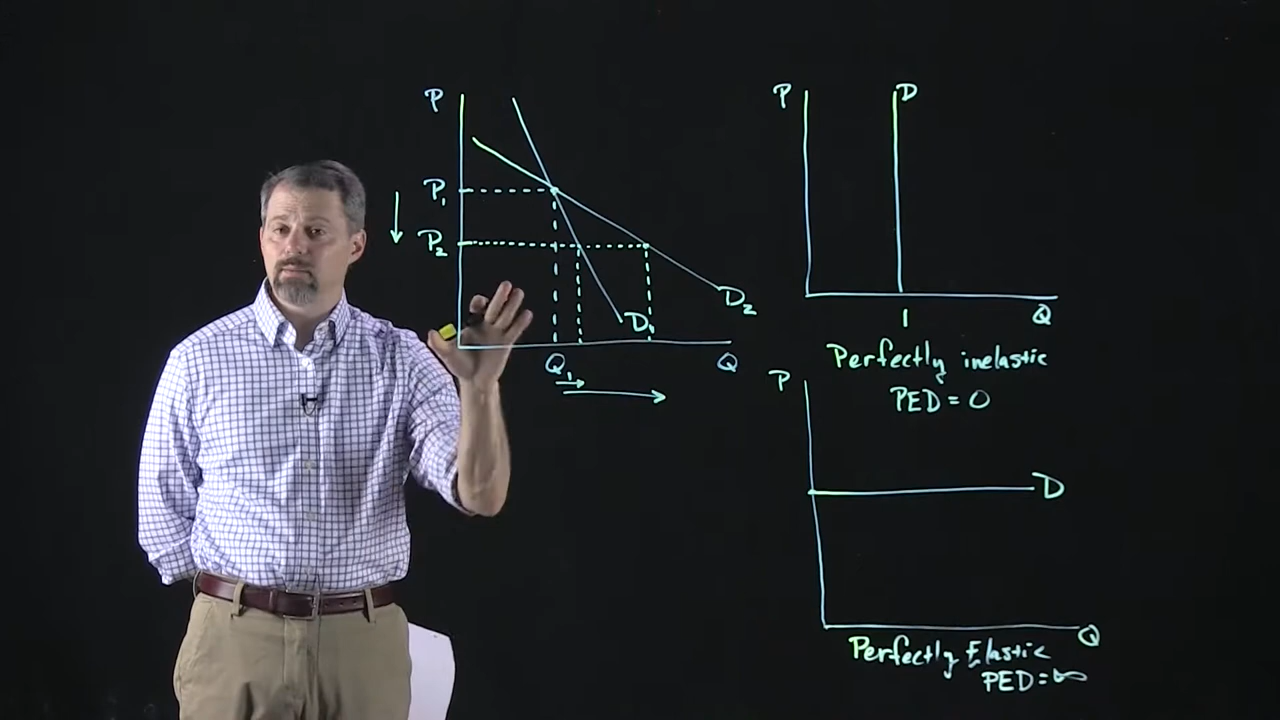 P
P₁
P₂
D₁
D₂
Q₁
Q
P
D
1
Q
Perfectly inelastic
PED = 0
P
D
Q
Perfectly Elastic
PED = ∞